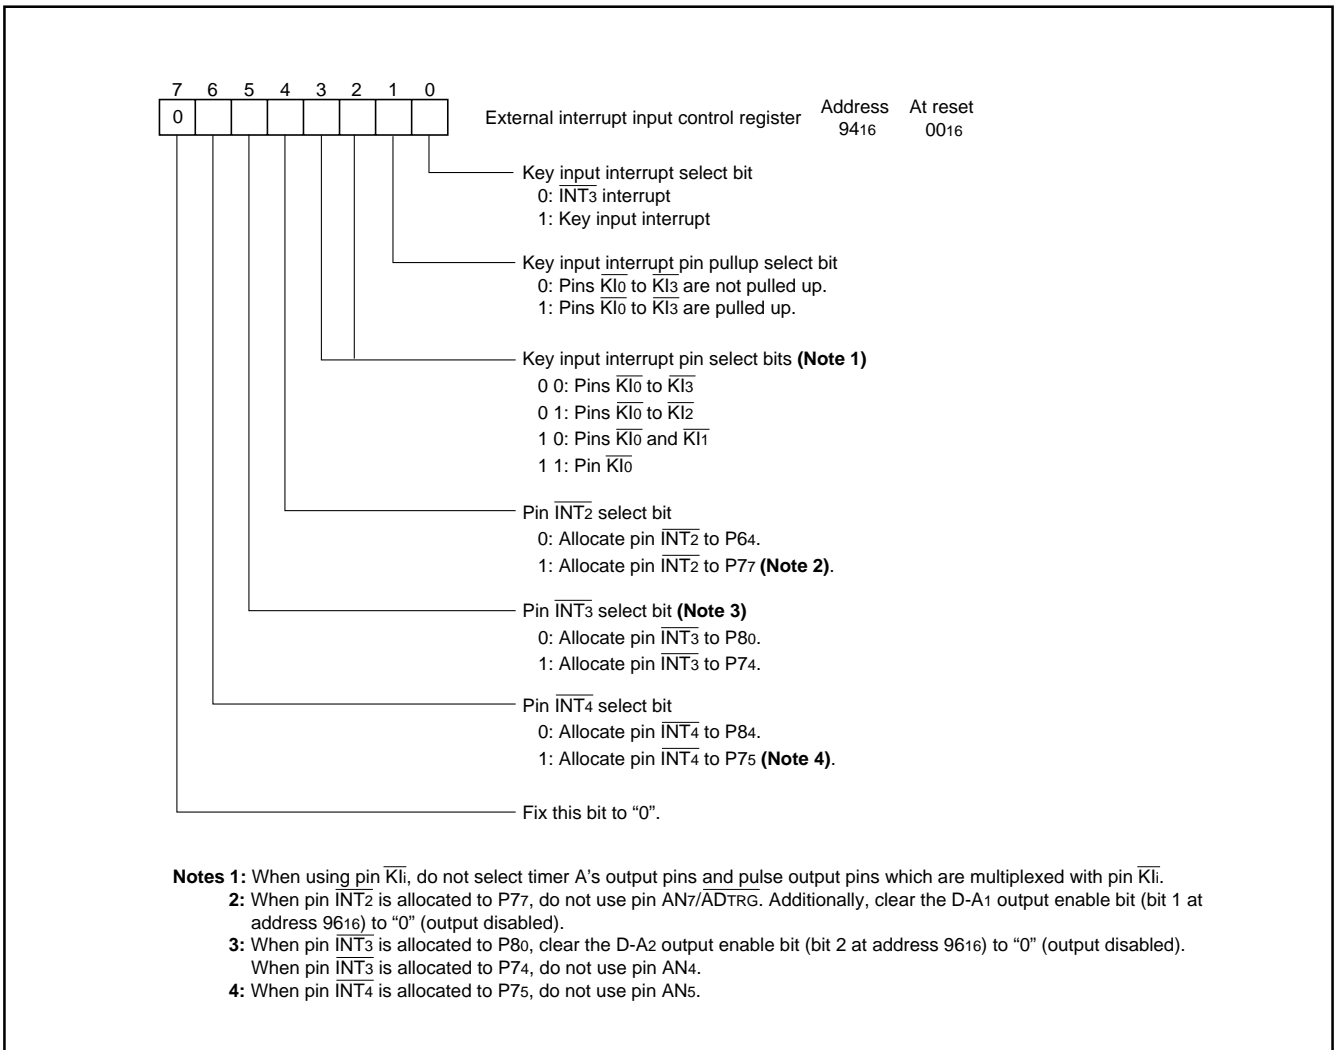 7 6 5 4 3 2 1 0
0
External interrupt input control register
Address At reset
9416 0016
Key input interrupt select bit
0: INT3 interrupt
1: Key input interrupt
Key input interrupt pin pullup select bit
0: Pins KI0 to KI3 are not pulled up.
1: Pins KI0 to KI3 are pulled up.
Key input interrupt pin select bits (Note 1)
0 0: Pins KI0 to KI3
0 1: Pins KI0 to KI2
1 0: Pins KI0 and KI1
1 1: Pin KI0
Pin INT2 select bit
0: Allocate pin INT2 to P64.
1: Allocate pin INT2 to P77 (Note 2).
Pin INT3 select bit (Note 3)
0: Allocate pin INT3 to P80.
1: Allocate pin INT3 to P74.
Pin INT4 select bit
0: Allocate pin INT4 to P84.
1: Allocate pin INT4 to P75 (Note 4).
Fix this bit to “0”.
Notes 1: When using pin KIi, do not select timer A's output pins and pulse output pins which are multiplexed with pin KIi.
2: When pin INT2 is allocated to P77, do not use pin AN7/ADTRG. Additionally, clear the D-A1 output enable bit (bit 1 at
address 9616) to “0” (output disabled).
3: When pin INT3 is allocated to P80, clear the D-A2 output enable bit (bit 2 at address 9616) to “0” (output disabled).
When pin INT3 is allocated to P74, do not use pin AN4.
4: When pin INT4 is allocated to P75, do not use pin AN5.